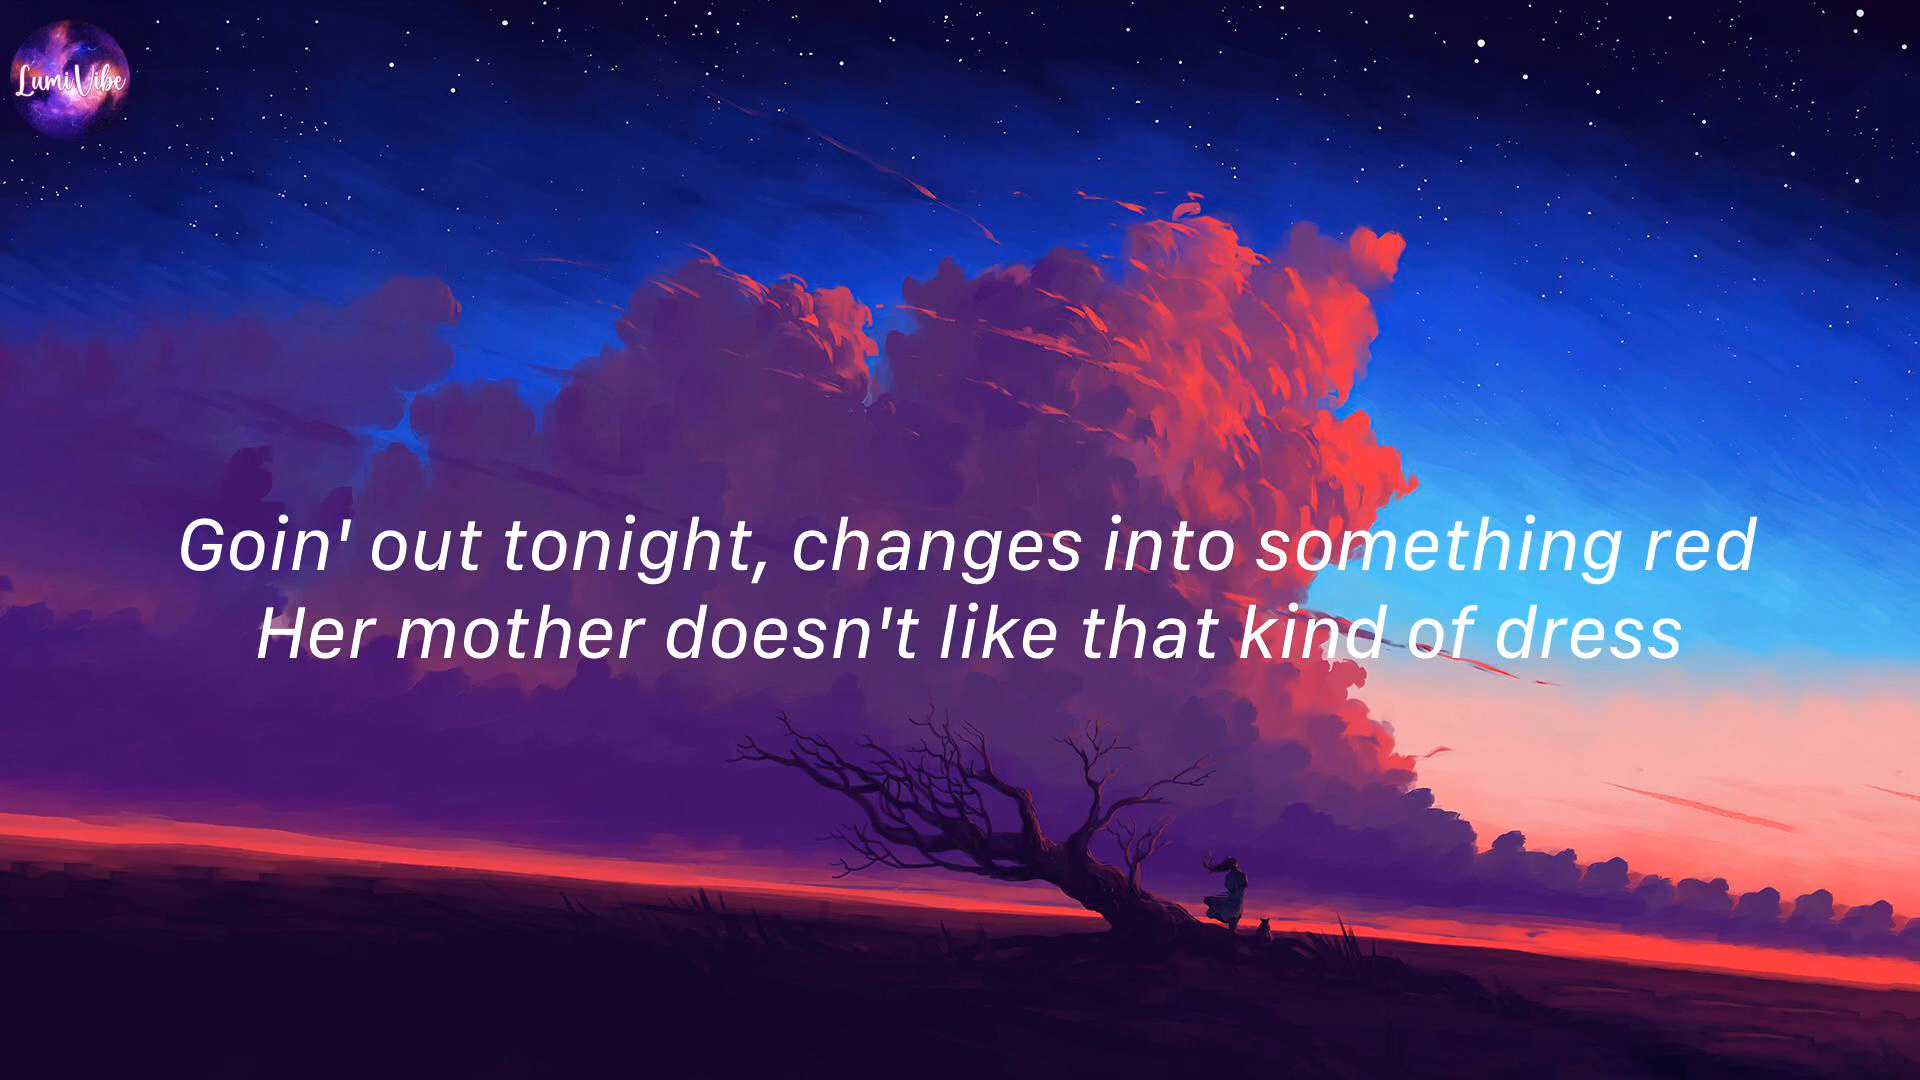 LumiVibe
Goin' out tonight, changes into something red
Her mother doesn't like that kind of dress